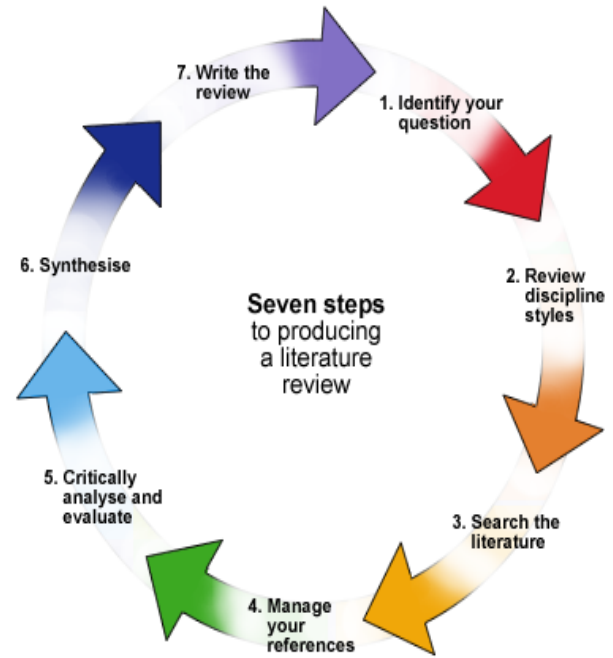 Seven steps
to producing
a literature
review
1. Identify your
question
2. Review
discipline
styles
3. Search the
literature
4. Manage
your
references
5. Critically
analyse and
evaluate
6. Synthesise
7. Write the
review